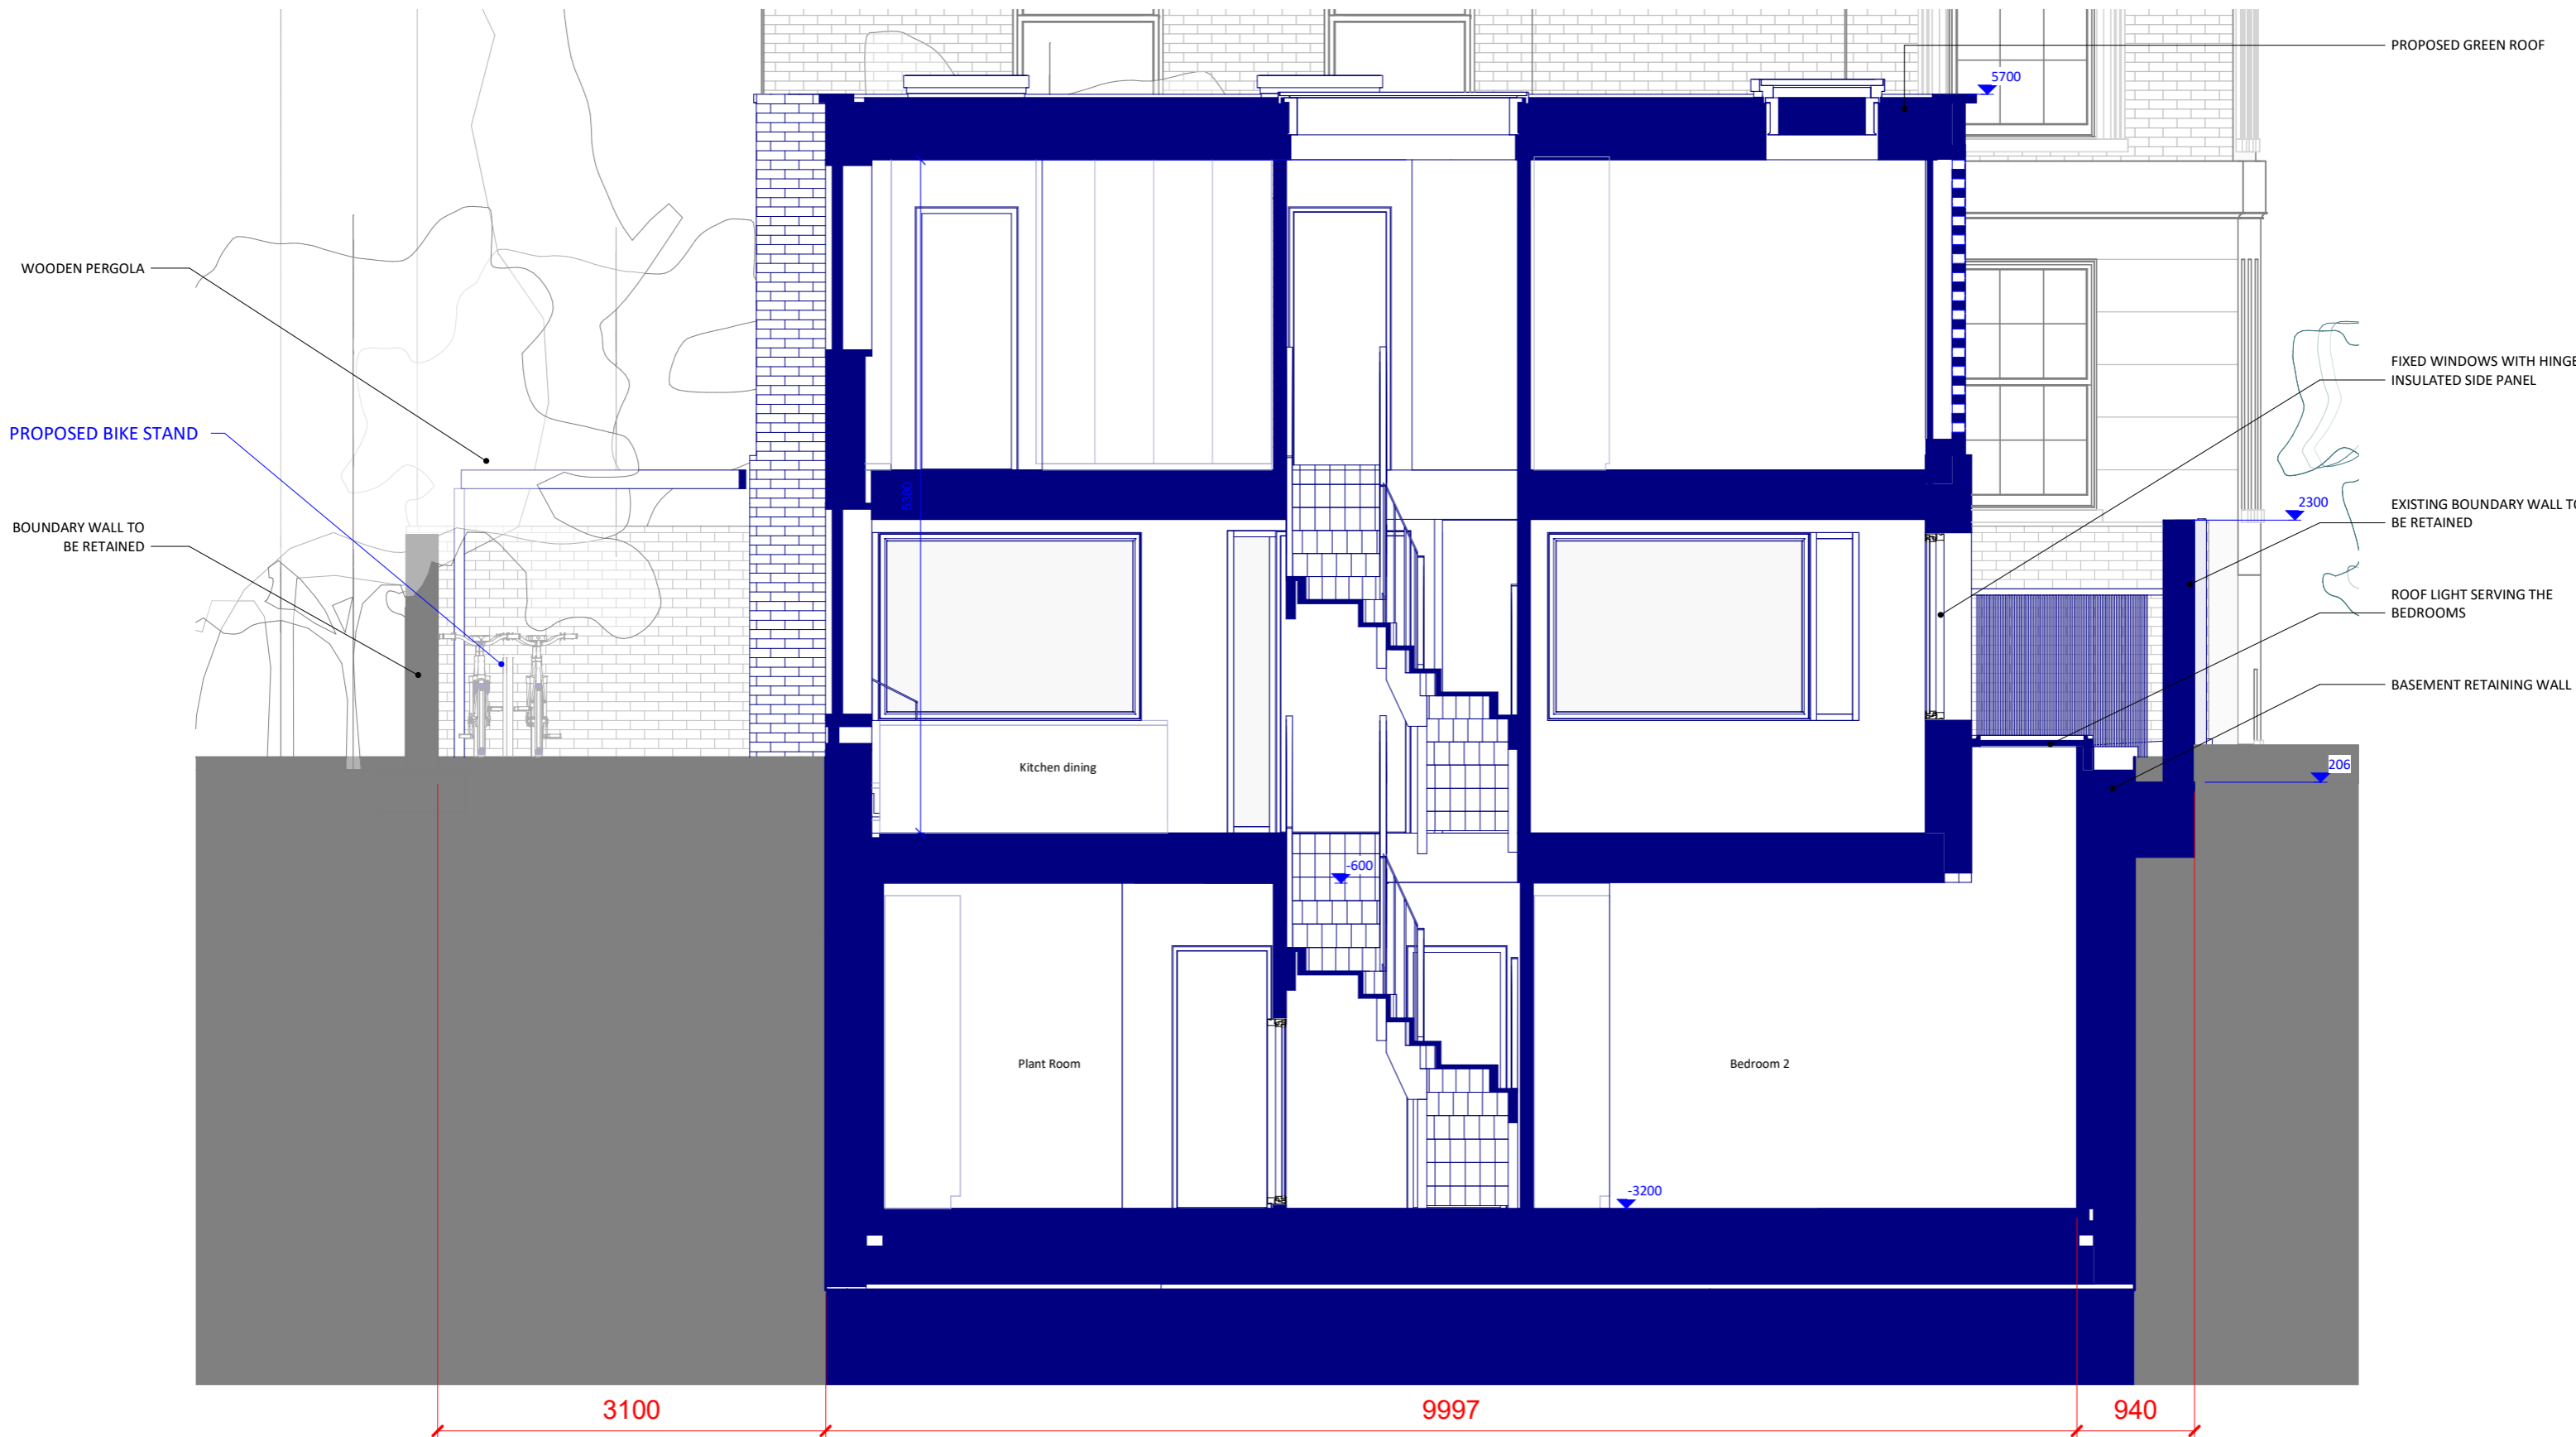 PROPOSED GREEN ROOF
5700
WOODEN PERGOLA
FIXED WINDOWS WITH HINGE
INSULATED SIDE PANEL
PROPOSED BIKE STAND
5300
2300
EXISTING BOUNDARY WALL TO
BE RETAINED
BOUNDARY WALL TO
BE RETAINED
ROOF LIGHT SERVING THE
BEDROOMS
BASEMENT RETAINING WALL
Kitchen dining
206
-600
Plant Room
Bedroom 2
-3200
3100
9997
940